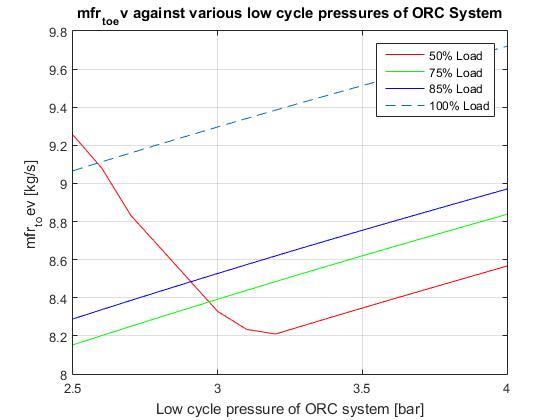 mfr_toe v against various low cycle pressures of ORC System
9.8
9.6
9.4
9.2
9
8.8
8.6
8.4
8.2
8
mfr_to ev [kg/s]
50% Load
75% Load
85% Load
100% Load
2.5 3 3.5 4
Low cycle pressure of ORC system [bar]